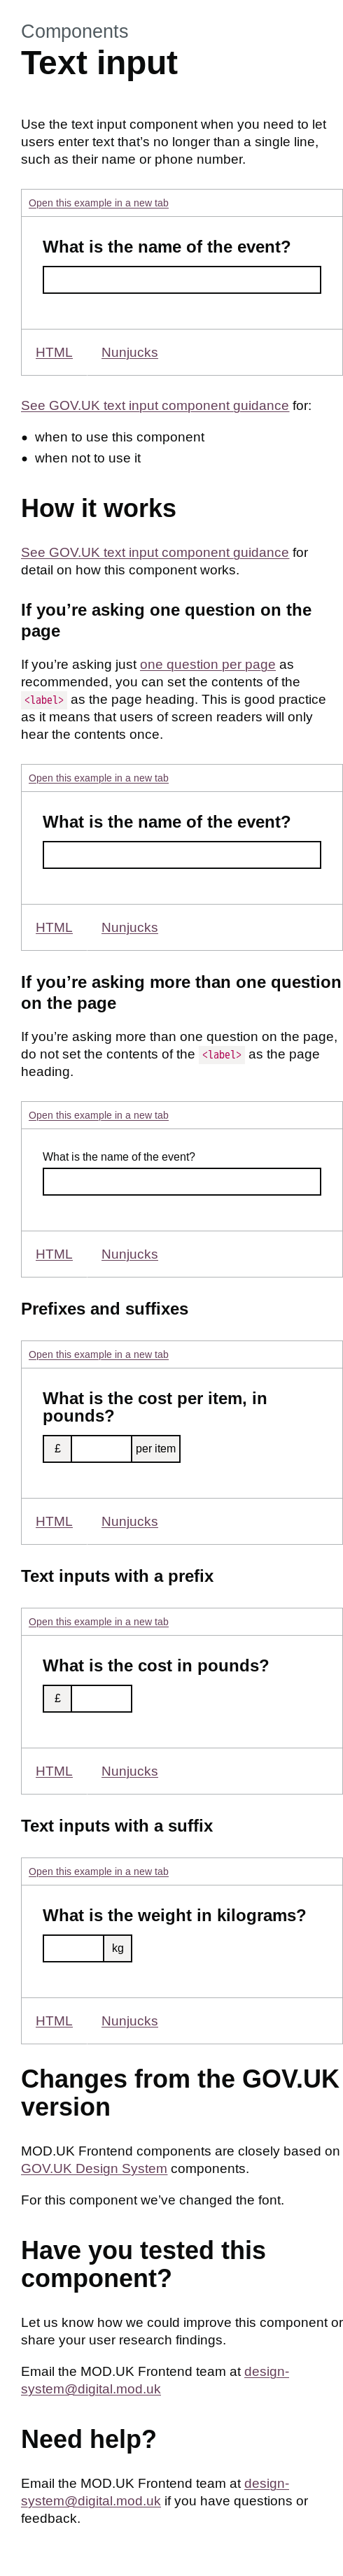 Components
Text input
Use the text input component when you need to let
users enter text that’s no longer than a single line,
such as their name or phone number.
Open this example in a new tab
What is the name of the event?
HTML Nunjucks
See GOV.UK text input component guidance for:
• when to use this component
• when not to use it
How it works
See GOV.UK text input component guidance for
detail on how this component works.
If you’re asking one question on the
page
If you’re asking just one question per page as
recommended, you can set the contents of the
<label> as the page heading. This is good practice
as it means that users of screen readers will only
hear the contents once.
Open this example in a new tab
What is the name of the event?
HTML Nunjucks
If you’re asking more than one question
on the page
If you’re asking more than one question on the page,
do not set the contents of the <label> as the page
heading.
Open this example in a new tab
What is the name of the event?
HTML Nunjucks
Prefixes and suffixes
Open this example in a new tab
What is the cost per item, in
pounds?
£ per item
HTML Nunjucks
Text inputs with a prefix
Open this example in a new tab
What is the cost in pounds?
£
HTML Nunjucks
Text inputs with a suffix
Open this example in a new tab
What is the weight in kilograms?
kg
HTML Nunjucks
Changes from the GOV.UK
version
MOD.UK Frontend components are closely based on
GOV.UK Design System components.
For this component we’ve changed the font.
Have you tested this
component?
Let us know how we could improve this component or
share your user research findings.
Email the MOD.UK Frontend team at design-
system@digital.mod.uk
Need help?
Email the MOD.UK Frontend team at design-
system@digital.mod.uk if you have questions or
feedback.